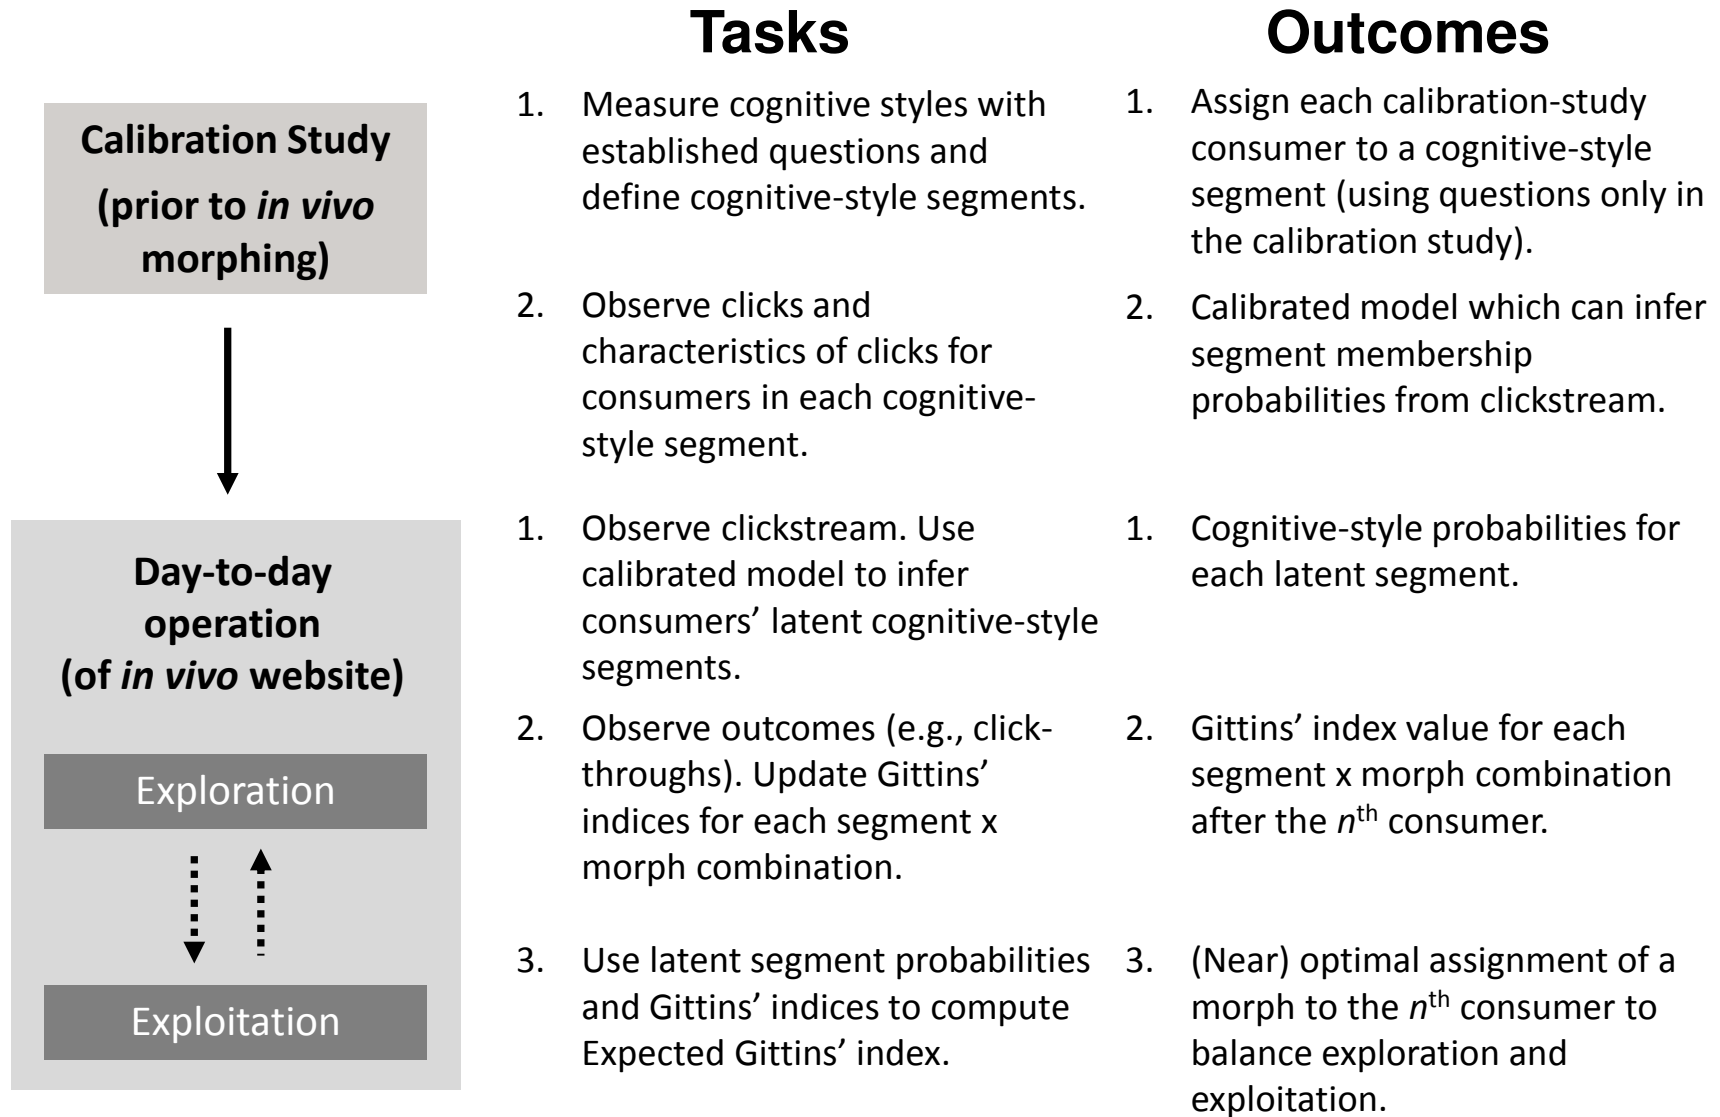 Tasks
Outcomes
Calibration Study
(prior to in vivo
morphing)
1. Measure cognitive styles with
established questions and
define cognitive-style segments.
1. Assign each calibration-study
consumer to a cognitive-style
segment (using questions only in
the calibration study).
2. Observe clicks and
characteristics of clicks for
consumers in each cognitive-
style segment.
2. Calibrated model which can infer
segment membership
probabilities from clickstream.
Day-to-day
operation
(of in vivo website)
Exploration
Exploitation
1. Observe clickstream. Use
calibrated model to infer
consumers’ latent cognitive-style
segments.
1. Cognitive-style probabilities for
each latent segment.
2. Observe outcomes (e.g., click-
throughs). Update Gittins’
indices for each segment x
morph combination.
2. Gittins’ index value for each
segment x morph combination
after the nth consumer.
3. Use latent segment probabilities
and Gittins’ indices to compute
Expected Gittins’ index.
3. (Near) optimal assignment of a
morph to the nth consumer to
balance exploration and
exploitation.